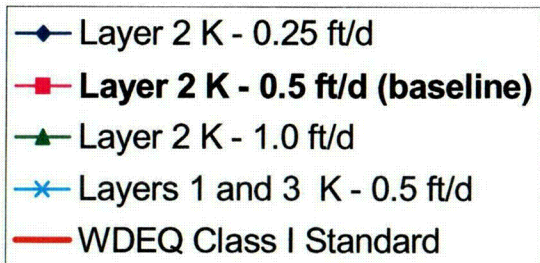 Layer 2 K - 0.25 ft/d
Layer 2 K - 0.5 ft/d (baseline)
Layer 2 K - 1.0 ft/d
Layers 1 and 3 K - 0.5 ft/d
WDEQ Class I Standard